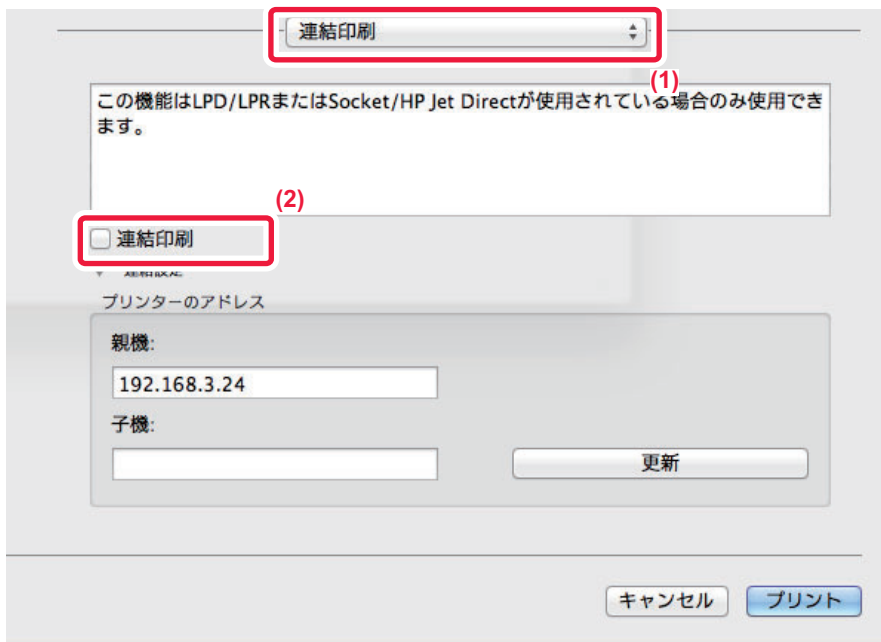 連結印刷
(1)
この機能はLPD/LPRまたはSocket/HP Jet Directが使用されている場合のみ使用でき
ます。
(2)
連結印刷
連結設定
プリンターのアドレス
親機:
192.168.3.24
子機:
更新
キャンセル
プリント